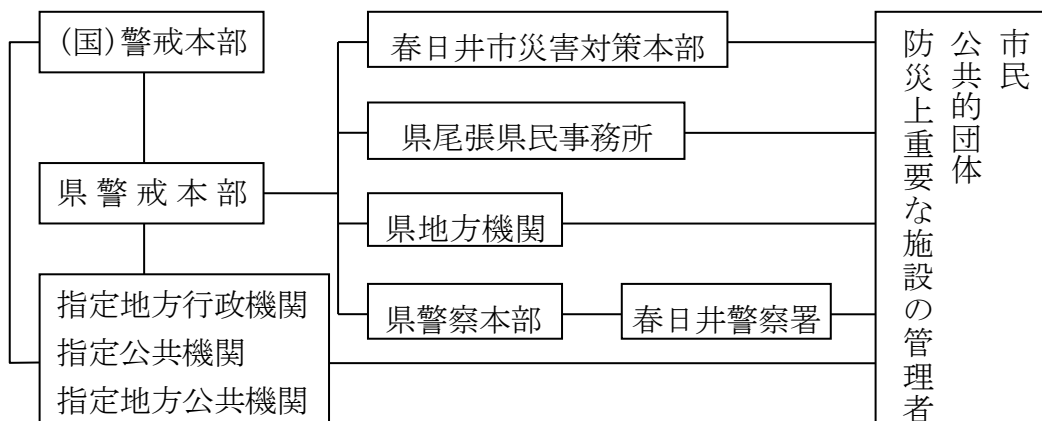 (国)警戒本部
県警戒本部
指定地方行政機関
指定公共機関
指定地方公共機関
春日井市災害対策本部
県尾張県民事務所
県地方機関
県警察本部
春日井警察署
市民
公共的団体
防災上重要な施設の管理者